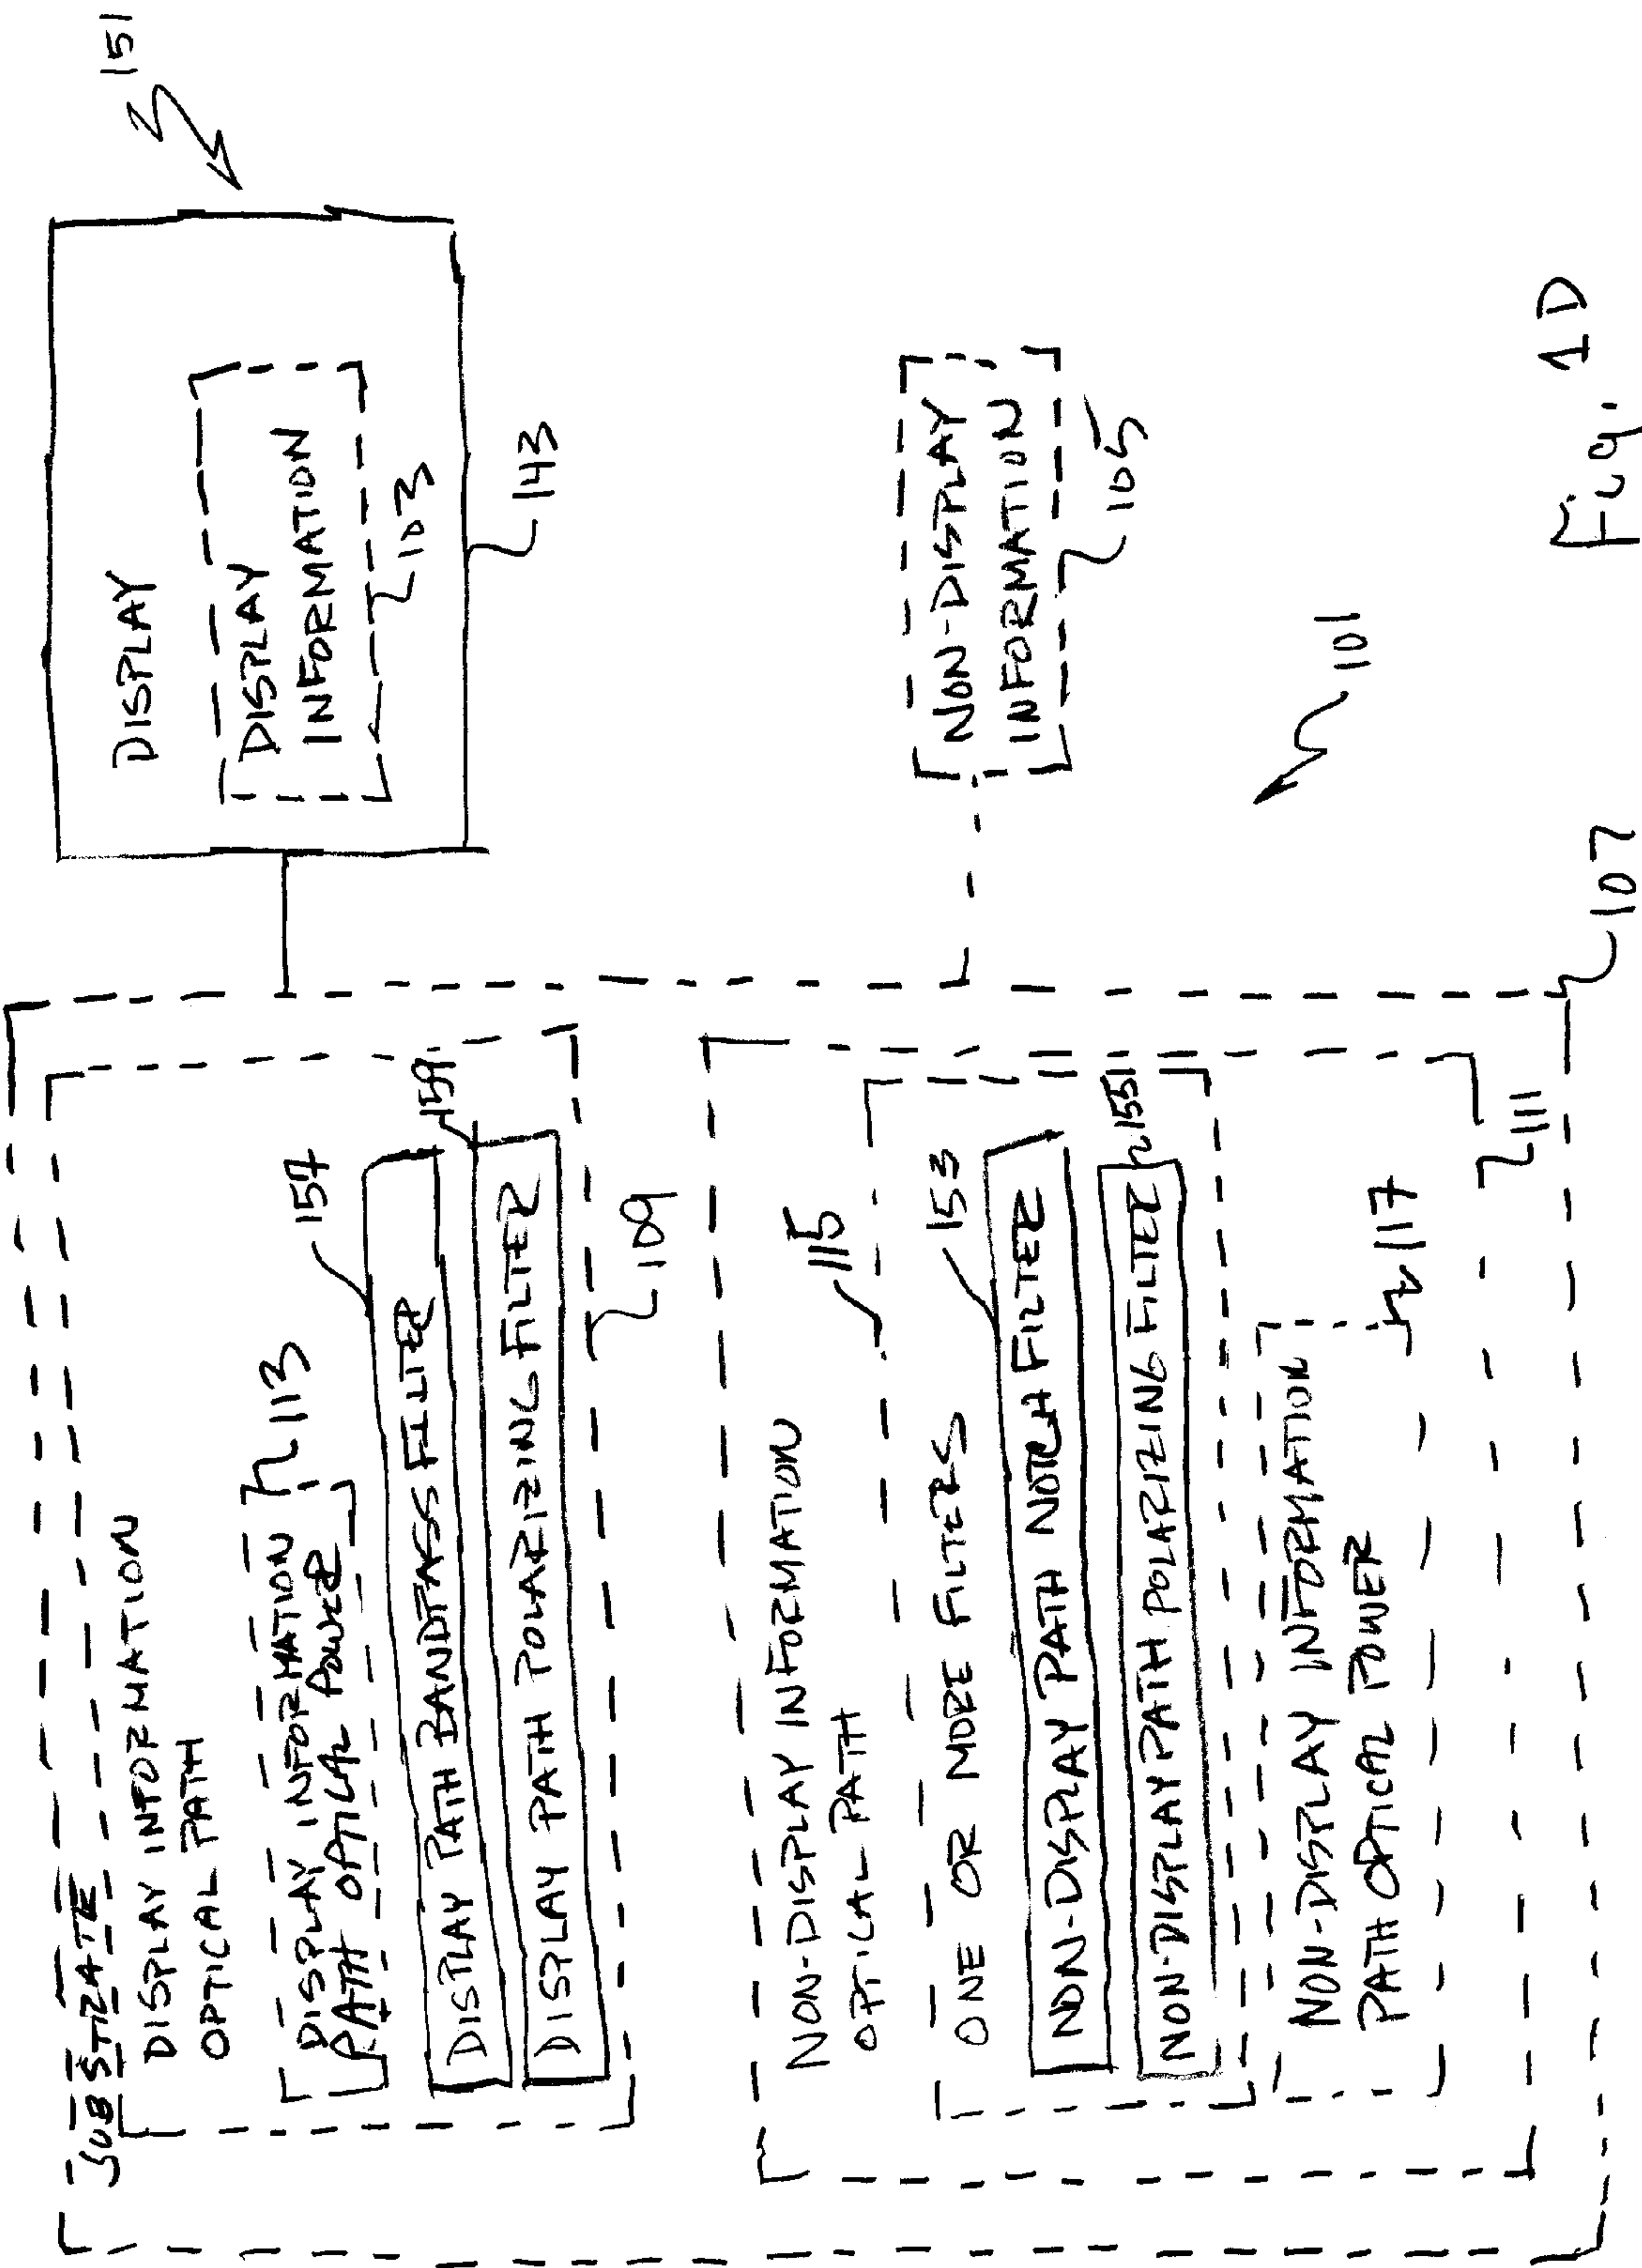 SUBSTRATE
DISPLAY INFORMATION
OPTICAL PATH
DISPLAY INFORMATION
PATH OPTICAL POWER
113
157
DISPLAY PATH BANDPASS FILTER
159
DISPLAY PATH POLARIZING FILTER
109
NON-DISPLAY INFORMATION
OPTICAL PATH
115
ONE OR MORE FILTERS
153
NON-DISPLAY PATH NOTCH FILTER
NON-DISPLAY PATH POLARIZING FILTER
155
NON-DISPLAY INFORMATION
PATH OPTICAL POWER
117
111
107
151
DISPLAY
DISPLAY
INFORMATION
103
143
NON-DISPLAY
INFORMATION
105
101
Fig. 1D